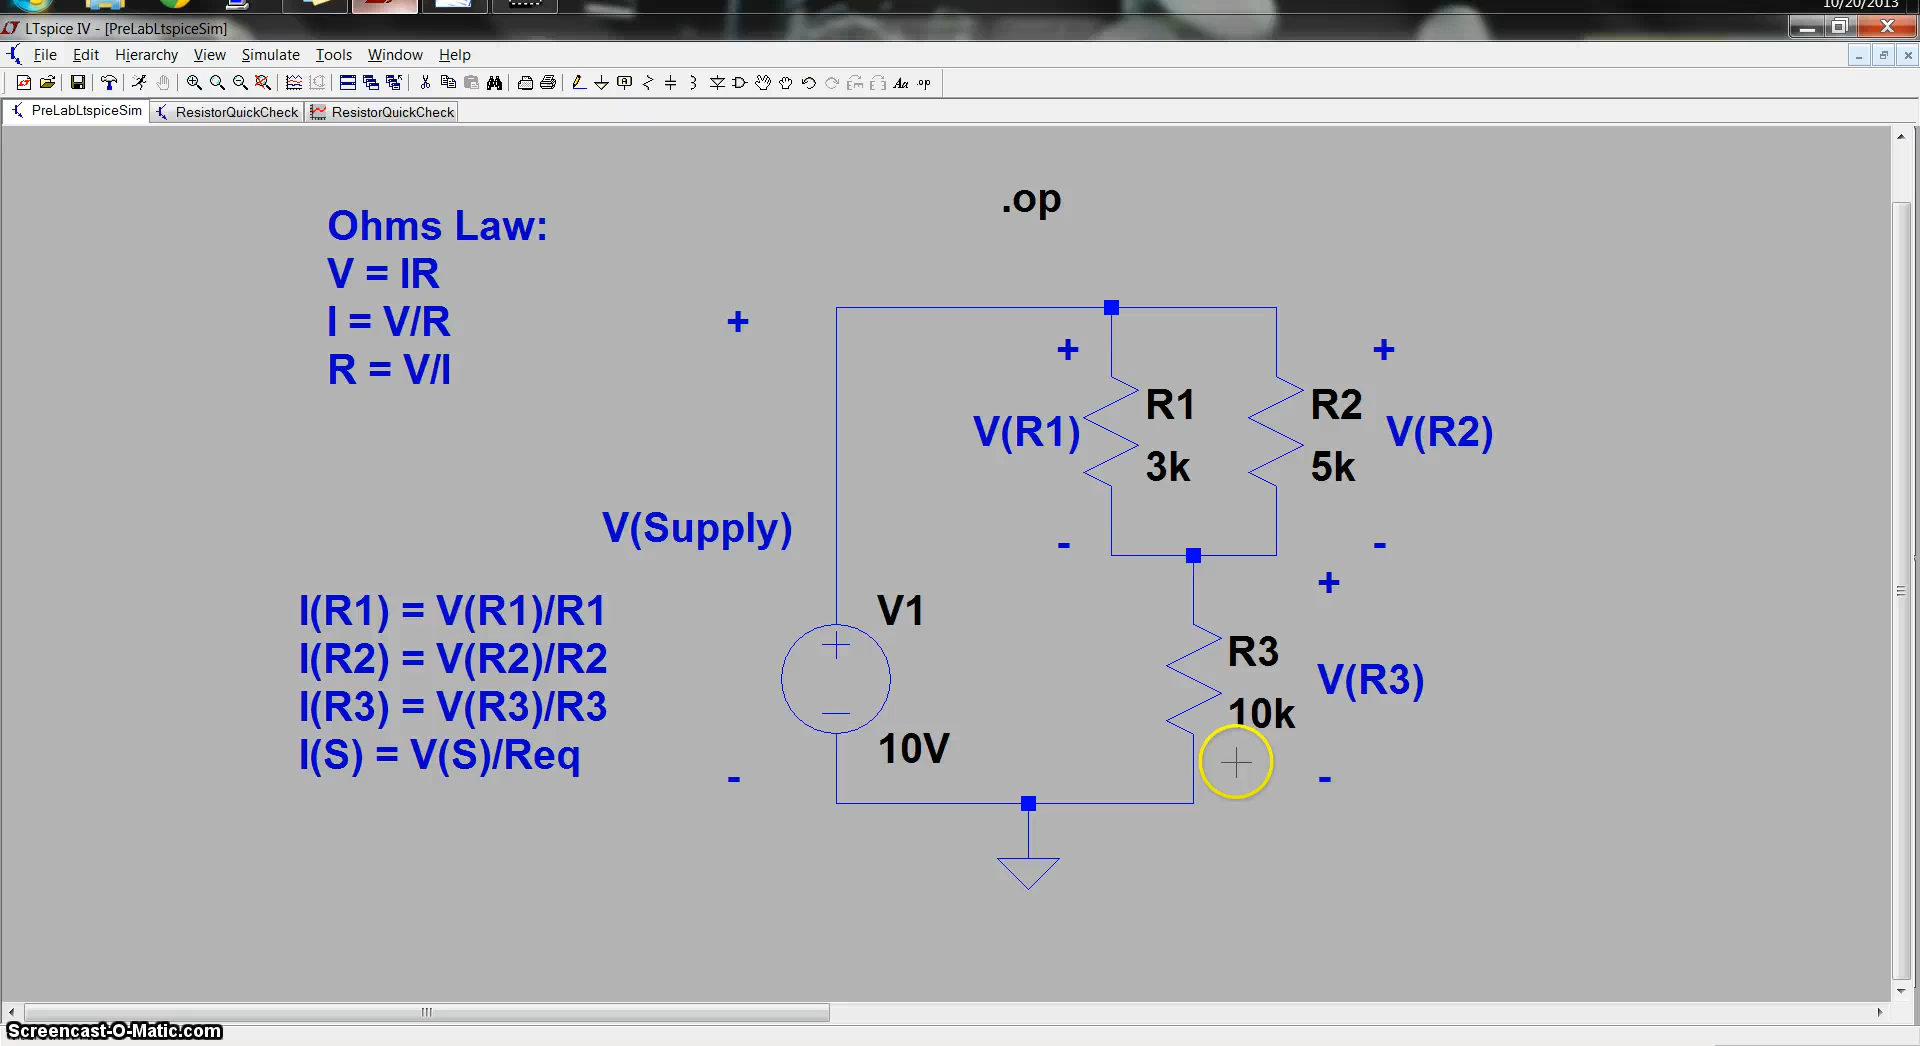 10/20/2013
LTspice IV - [PreLabLtspiceSim]
File Edit Hierarchy View Simulate Tools Window Help
Aa .op
PreLabLtspiceSim ResistorQuickCheck ResistorQuickCheck
.op
Ohms Law:
V = IR
I = V/R
R = V/I
+
+
+
R1
R2
V(R1)
V(R2)
3k
5k
V(Supply)
-
-
+
I(R1) = V(R1)/R1
I(R2) = V(R2)/R2
I(R3) = V(R3)/R3
I(S) = V(S)/Req
V1
R3
V(R3)
10k
10V
-
-
Screencast-O-Matic.com